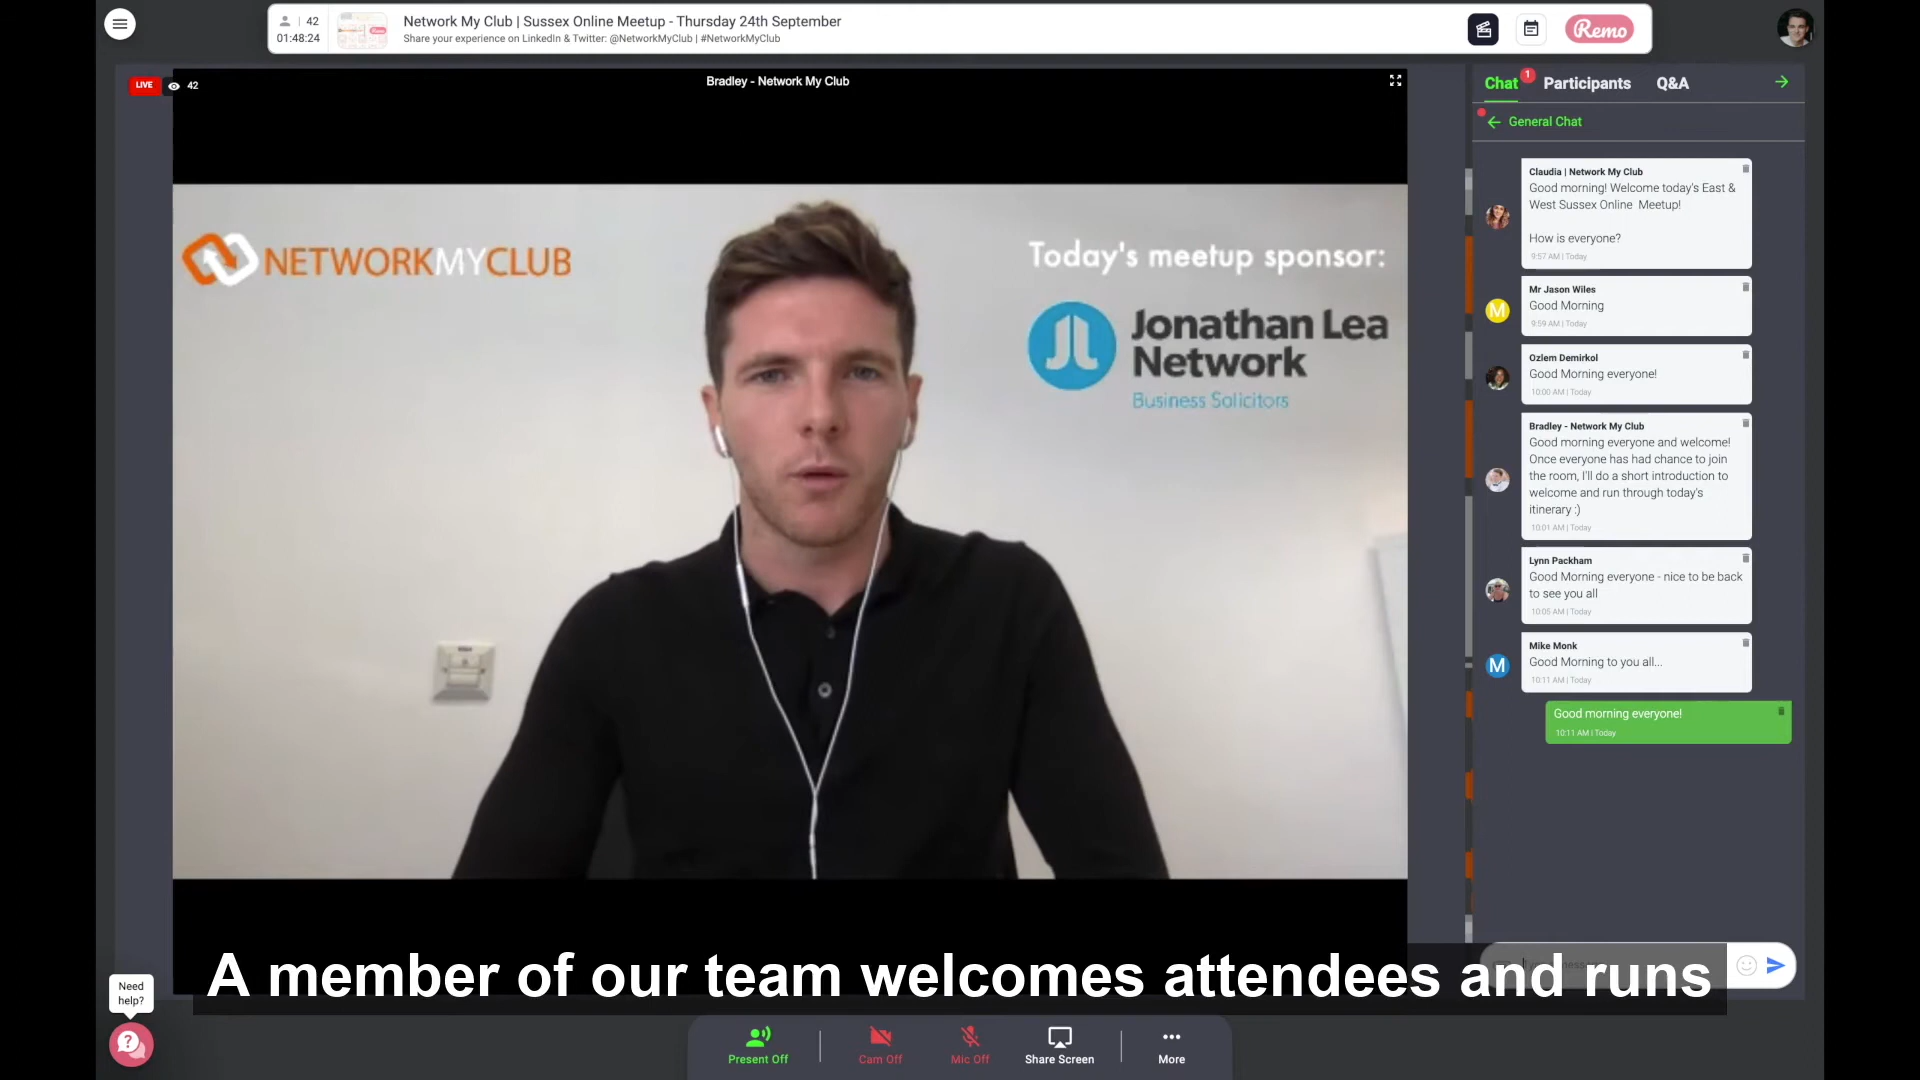 42
01:48:24
Network My Club | Sussex Online Meetup - Thursday 24th September
Share your experience on LinkedIn & Twitter: @NetworkMyClub | #NetworkMyClub
Remo
LIVE
42
Bradley - Network My Club
NETWORKMYCLUB
Today's meetup sponsor:
Jonathan Lea
Network
Business Solicitors
Chat
1
Participants
Q&A
General Chat
Claudia | Network My Club
Good morning! Welcome today's East &
West Sussex Online Meetup!
How is everyone?
9:57 AM | Today
M
Mr Jason Wiles
Good Morning
9:59 AM | Today
Ozlem Demirkol
Good Morning everyone!
10:00 AM | Today
Bradley - Network My Club
Good morning everyone and welcome!
Once everyone has had chance to join
the room, I'll do a short introduction to
welcome and run through today's
itinerary :)
10:01 AM | Today
Lynn Packham
Good Morning everyone - nice to be back
to see you all
10:05 AM | Today
M
Mike Monk
Good Morning to you all...
10:11 AM | Today
Good morning everyone!
10:11 AM | Today
A member of our team welcomes attendees and runs
Need
help?
Present Off
Cam Off
Mic Off
Share Screen
More